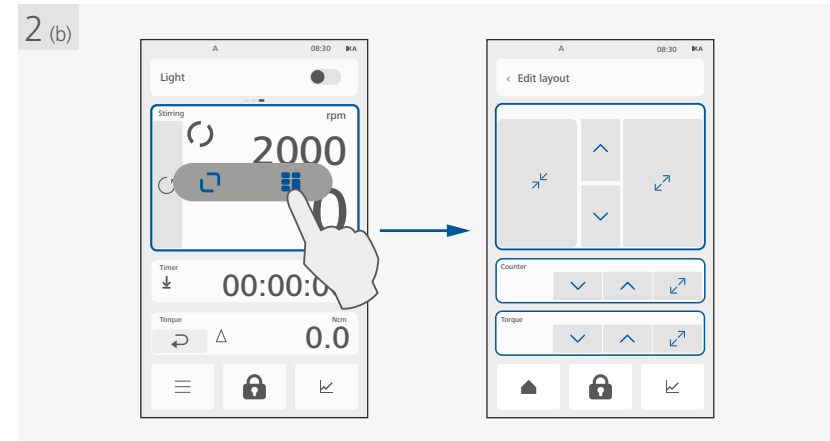 2 (b)
A 08:30 IKA
Light
Stirring rpm
2000
0
Timer
00:00:0
Torque Ncm
0.0
A 08:30 IKA
‹ Edit layout
Counter
Torque